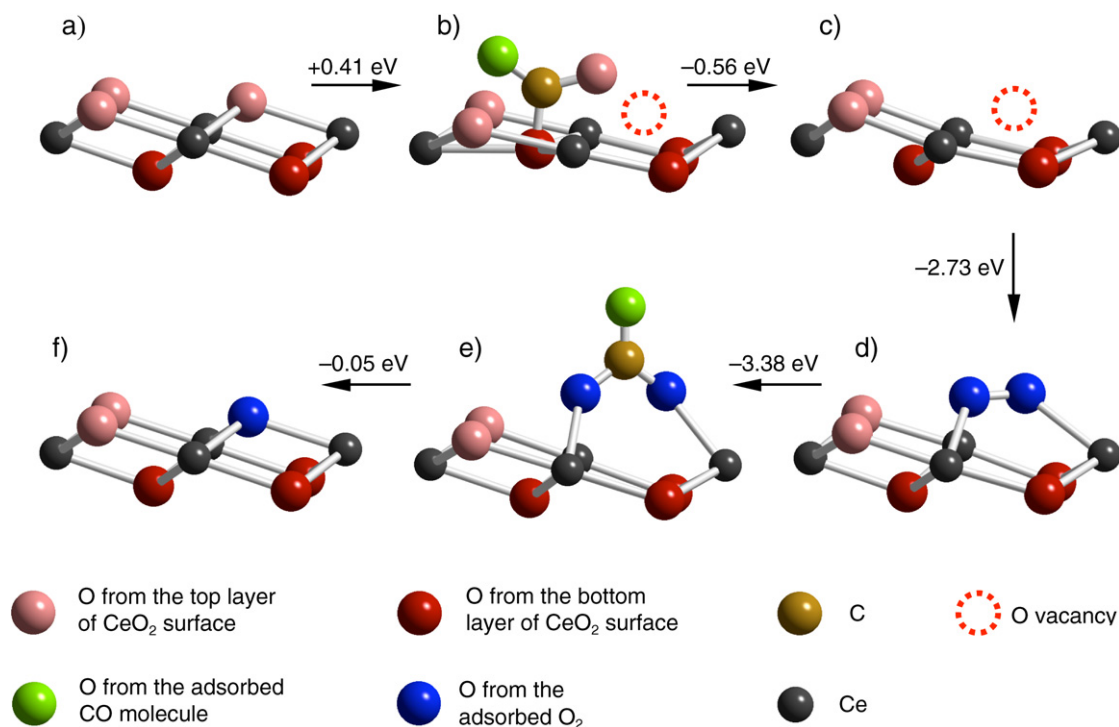 a)
b)
c)
+0.41 eV
–0.56 eV
–2.73 eV
f)
e)
d)
–0.05 eV
–3.38 eV
O from the top layer
of CeO₂ surface
O from the bottom
layer of CeO₂ surface
C
O vacancy
O from the adsorbed
CO molecule
O from the
adsorbed O₂
Ce